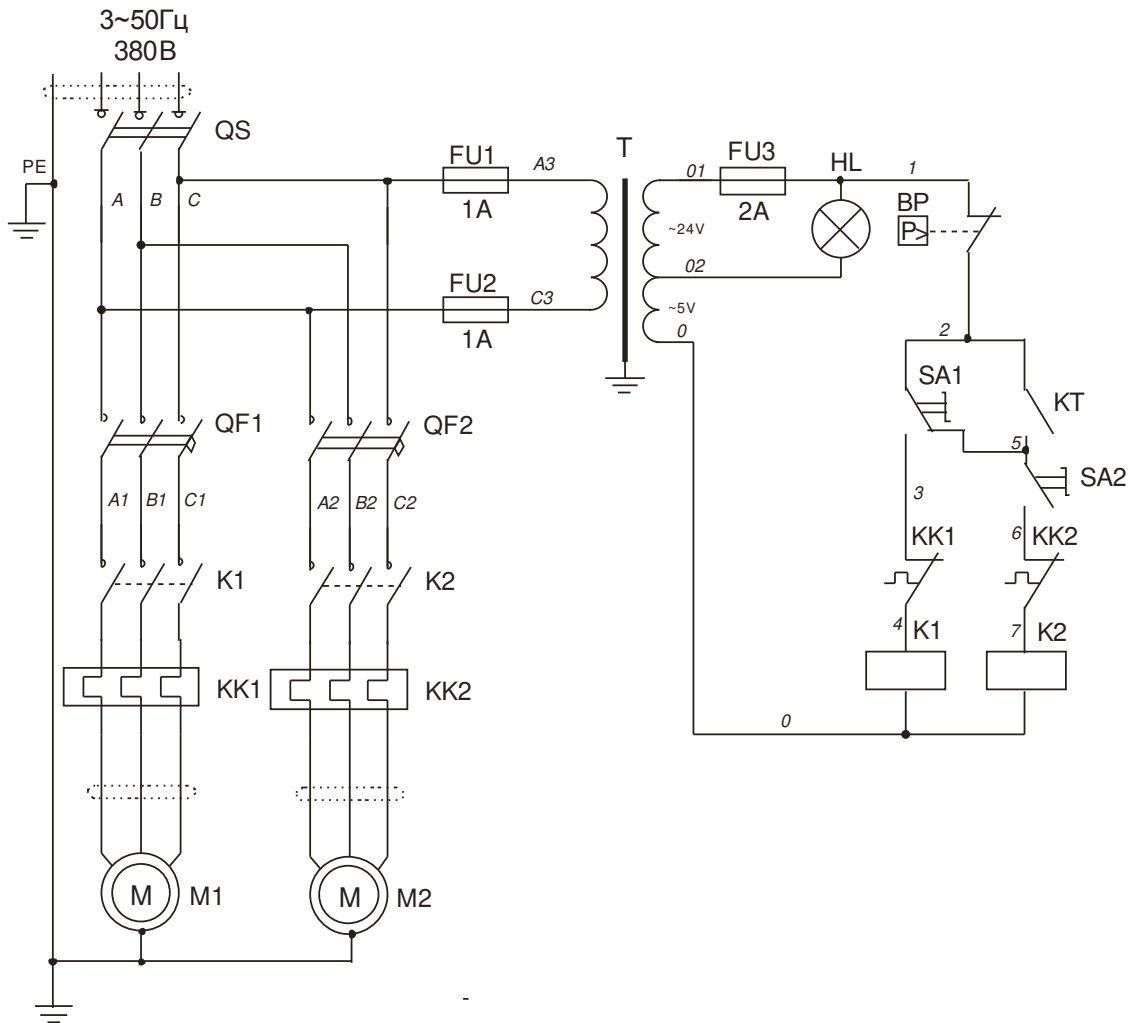 3~50Гц
380В
QS
PE
A
B
C
FU1
1A
A3
FU2
1A
C3
T
01
~24V
02
~5V
0
FU3
2A
HL
1
BP
P>
2
SA1
KT
5
SA2
3
6
KK1
KK2
4
K1
7
K2
0
QF1
QF2
A1
B1
C1
A2
B2
C2
K1
K2
KK1
KK2
M
M1
M
M2
-